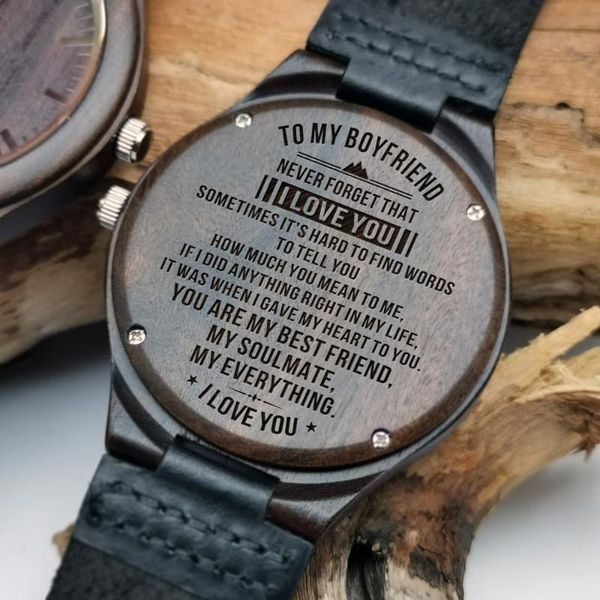 TO MY BOYFRIEND
NEVER FORGET THAT
I LOVE YOU
SOMETIMES IT'S HARD TO FIND WORDS
TO TELL YOU
HOW MUCH YOU MEAN TO ME,
IF I DID ANYTHING RIGHT IN MY LIFE,
IT WAS WHEN I GAVE MY HEART TO YOU.
YOU ARE MY BEST FRIEND,
MY SOULMATE,
MY EVERYTHING.
I LOVE YOU